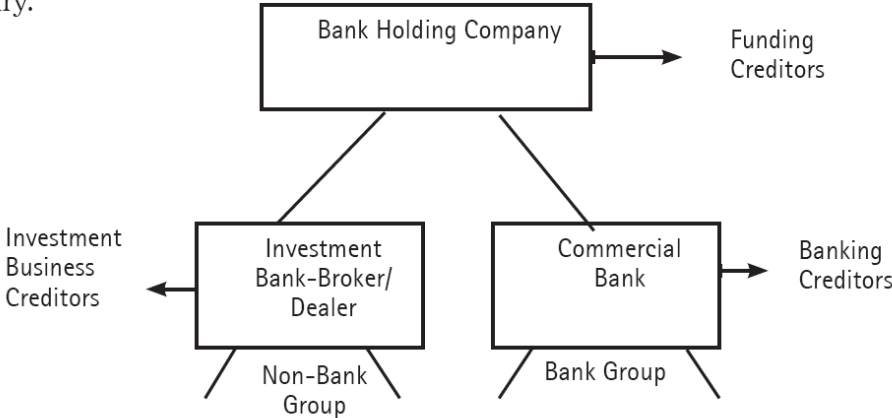 Bank Holding Company
Funding
Creditors
Investment
Business
Creditors
Investment
Bank-Broker/
Dealer
Commercial
Bank
Banking
Creditors
Non-Bank
Group
Bank Group